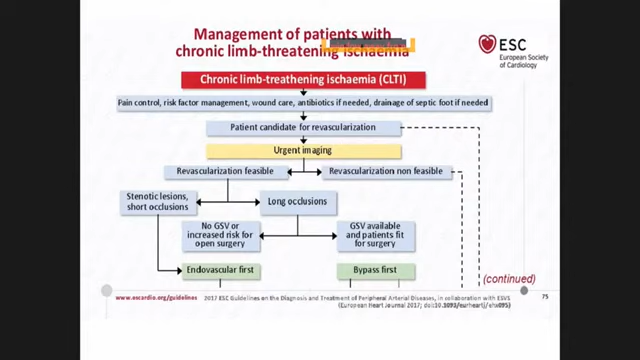 Management of patients with
chronic limb-threatening ischaemia
ESC
European Society
of Cardiology
Chronic limb-treathening ischaemia (CLTI)
Pain control, risk factor management, wound care, antibiotics if needed, drainage of septic foot if needed
Patient candidate for revascularization
Urgent imaging
Revascularization feasible
Revascularization non feasible
Stenotic lesions,
short occlusions
Long occlusions
No GSV or
increased risk for
open surgery
GSV available
and patients fit
for surgery
Endovascular first
Bypass first
(continued)
www.escardio.org/guidelines
2017 ESC Guidelines on the Diagnosis and Treatment of Peripheral Arterial Diseases, in collaboration with ESVS
(European Heart Journal 2017; doi:10.1093/eurheartj/ehx095)
75